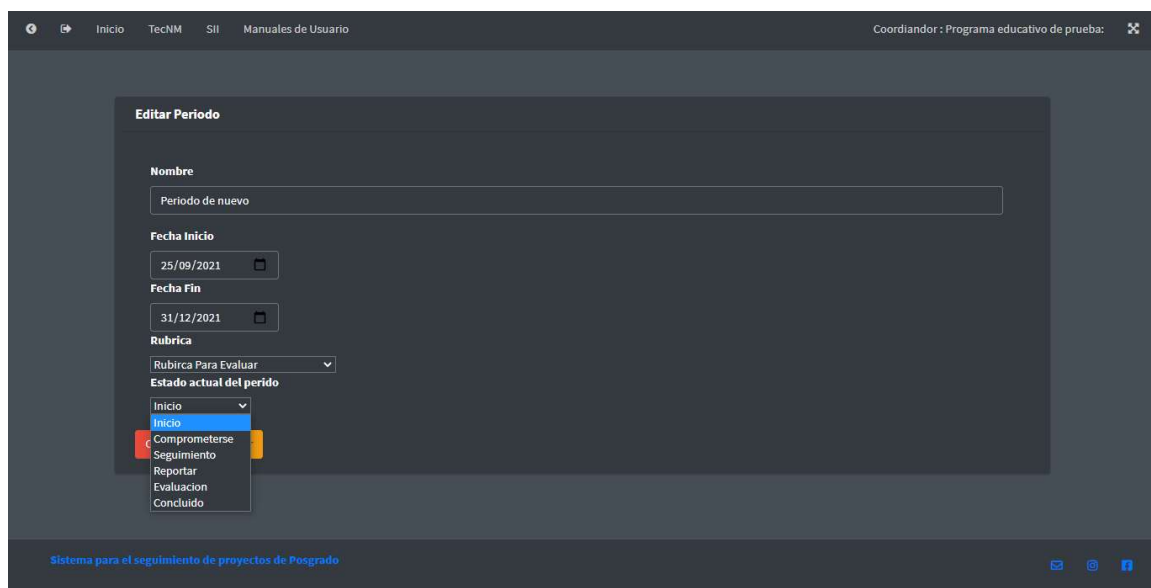 Inicio TecNM SII Manuales de Usuario Coordiandor : Programa educativo de prueba:
Editar Periodo
Nombre
Periodo de nuevo
Fecha Inicio
25/09/2021
Fecha Fin
31/12/2021
Rubrica
Rubirca Para Evaluar
Estado actual del perido
Inicio
Inicio
Comprometerse
Seguimiento
Reportar
Evaluacion
Concluido
Sistema para el seguimiento de proyectos de Posgrado